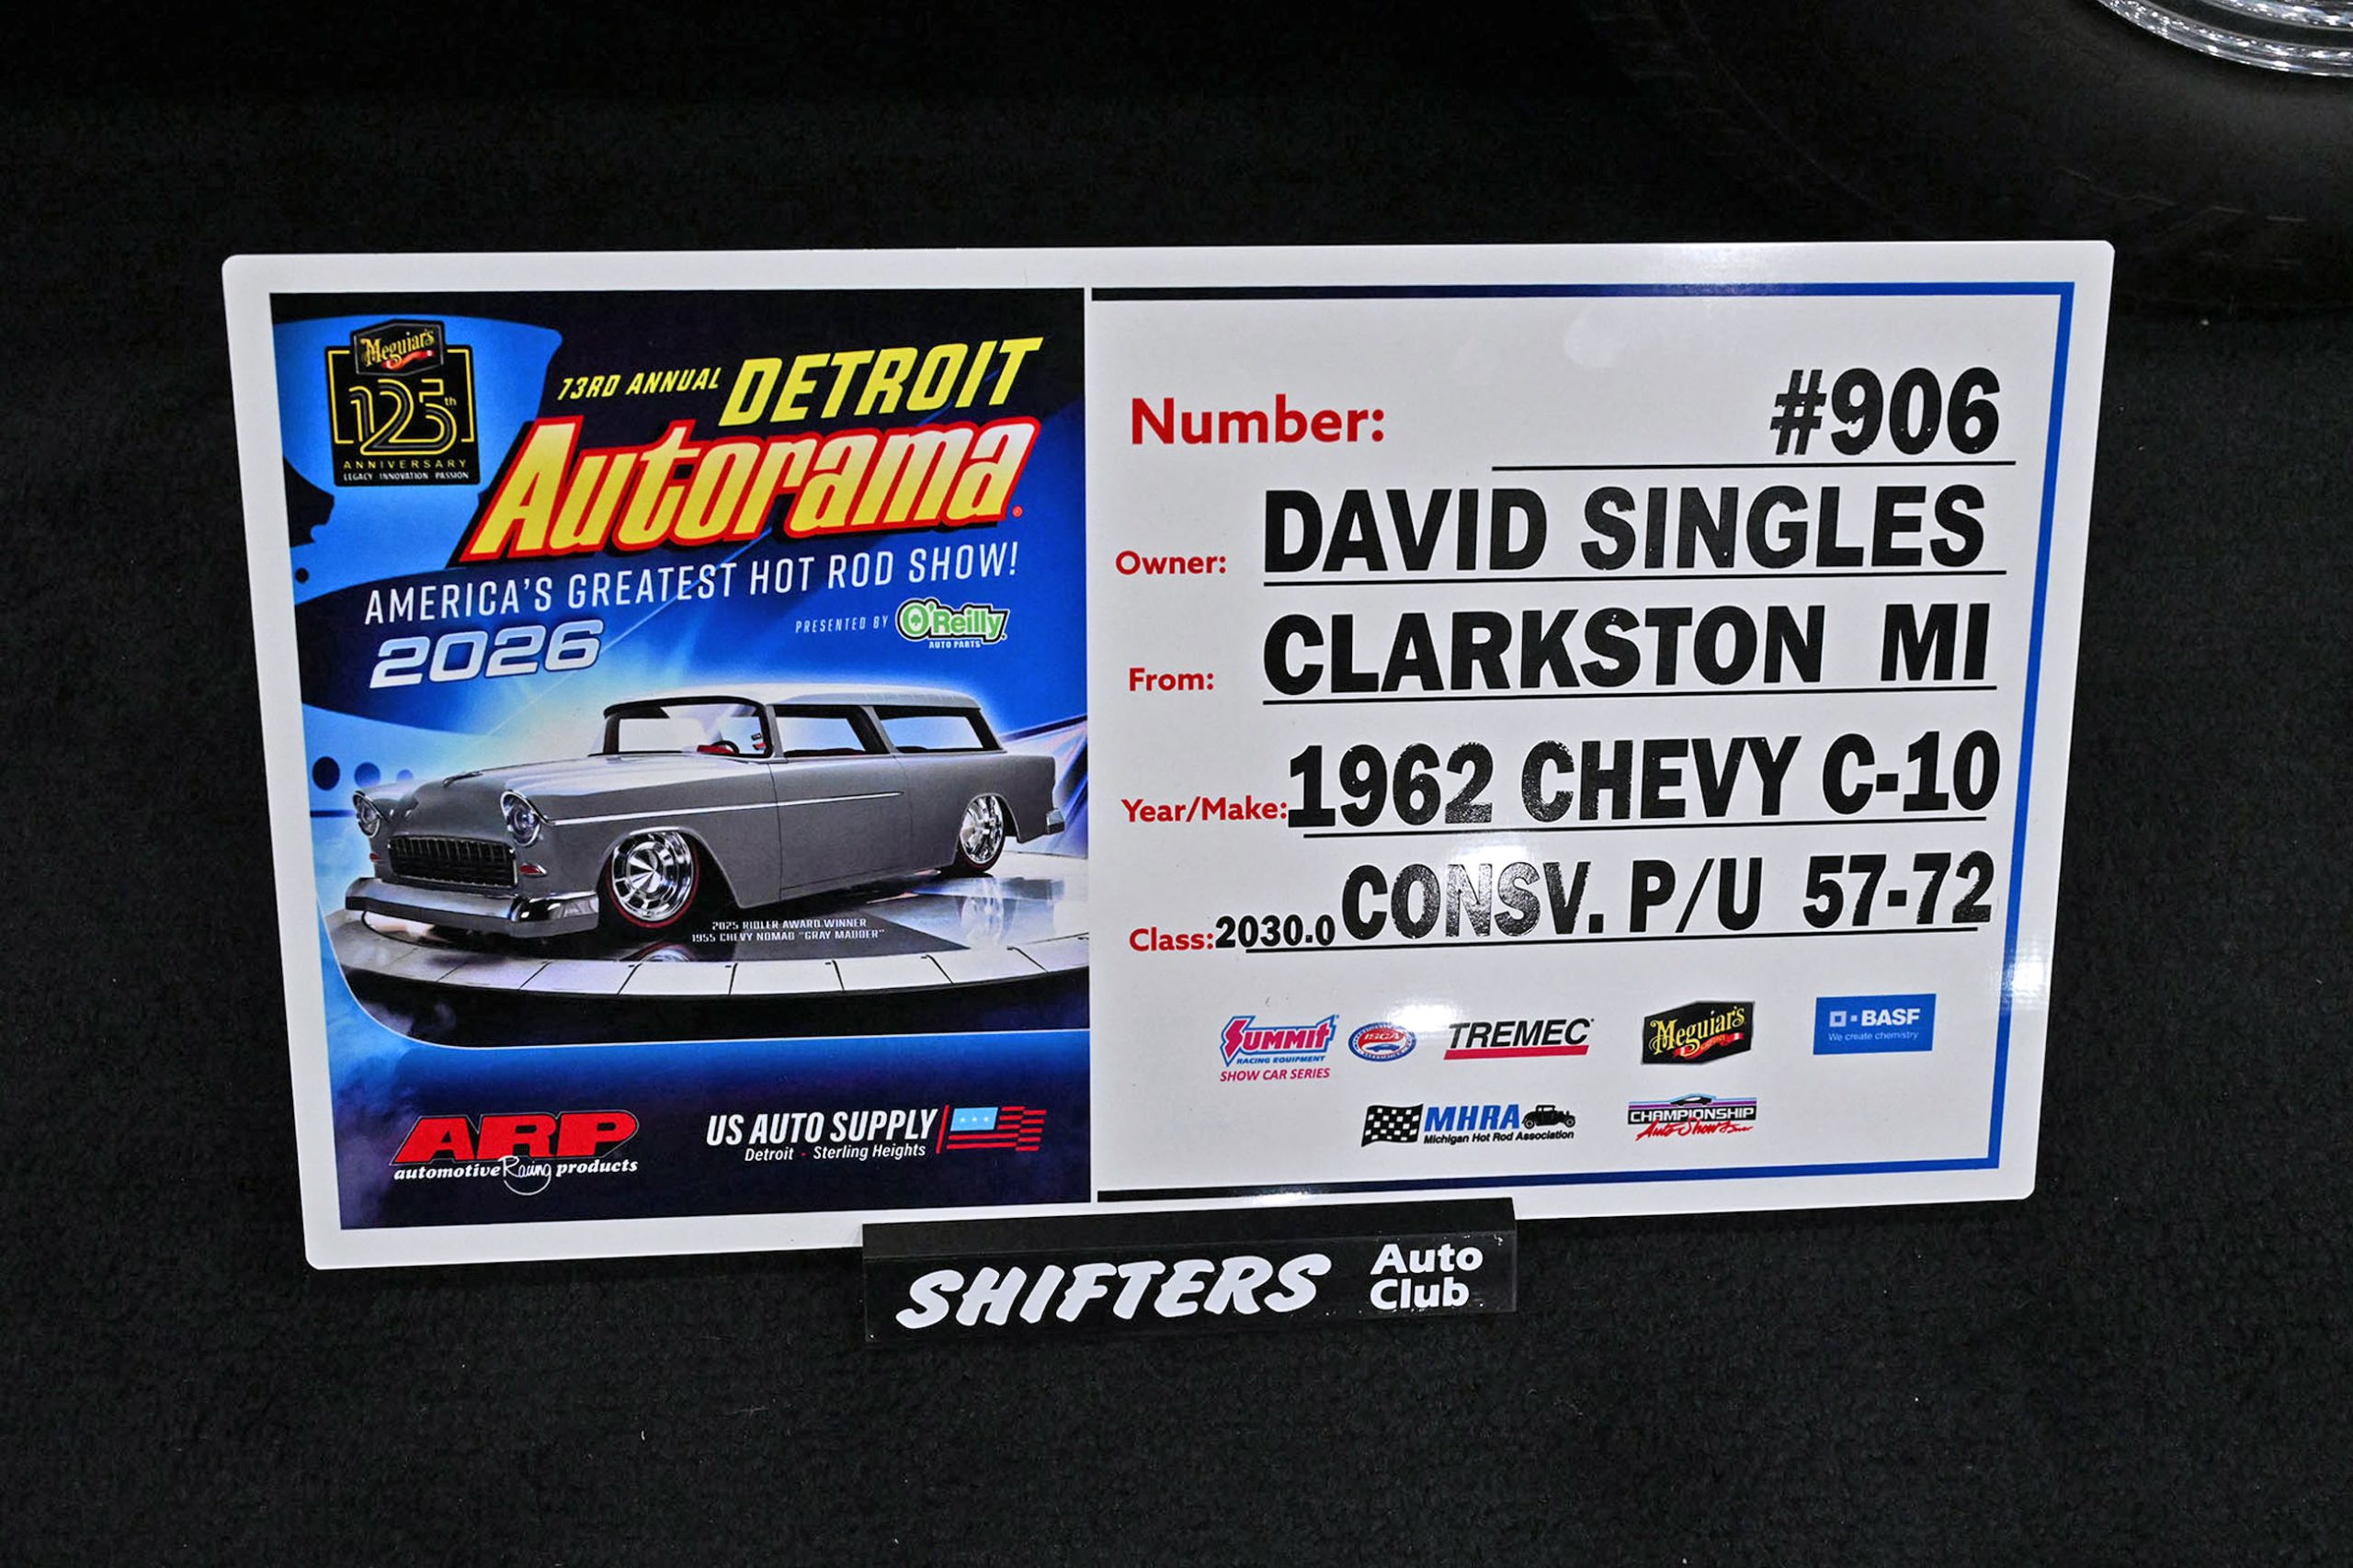 Meguiar's
125th
ANNIVERSARY
LEGACY INNOVATION PASSION
73RD ANNUAL DETROIT
Autorama.
AMERICA'S GREATEST HOT ROD SHOW!
2026
PRESENTED BY O'Reilly
AUTO PARTS
2025 RIDLER AWARD WINNER
1955 CHEVY NOMAD "GRAY MADDER"
ARP
automotive Racing products
US AUTO SUPPLY
Detroit - Sterling Heights
Number: #906
Owner: DAVID SINGLES
From: CLARKSTON MI
Year/Make: 1962 CHEVY C-10
Class: 2030.0 CONSV. P/U 57-72
SUMMIT
RACING EQUIPMENT
SHOW CAR SERIES
ISCA
TREMEC
Meguiar's
BASF
We create chemistry
MHRA
Michigan Hot Rod Association
CHAMPIONSHIP
Auto Shows
SHIFTERS Auto Club